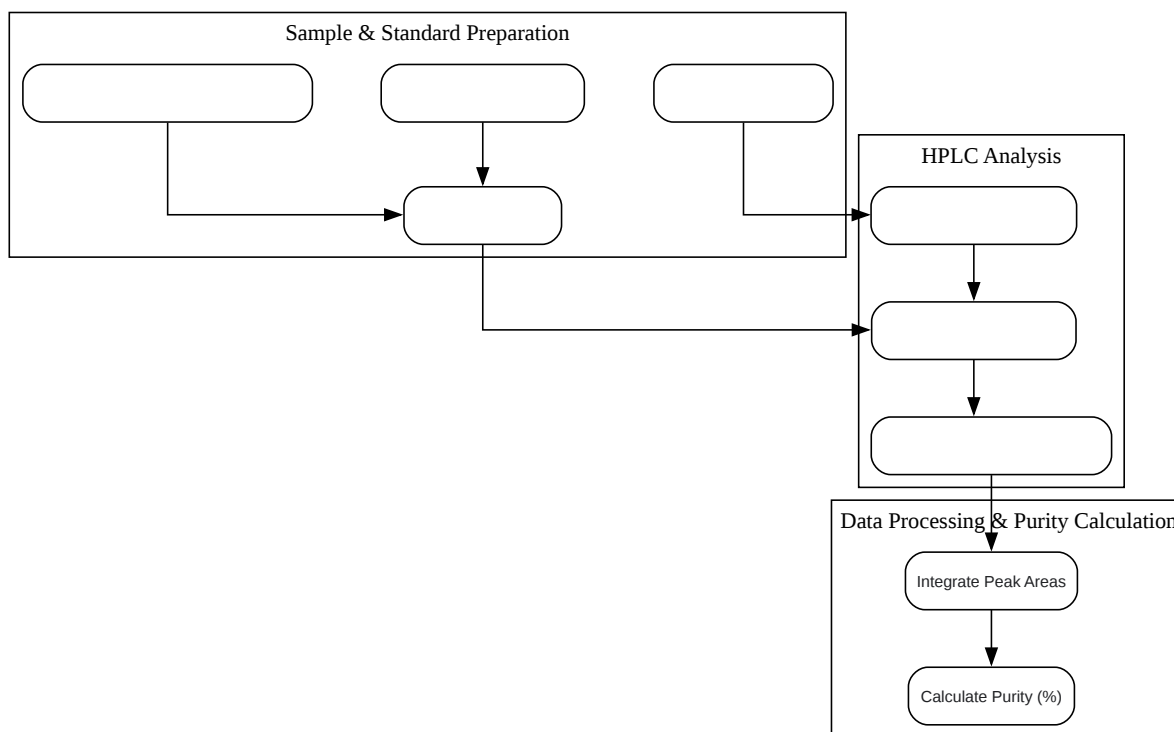 Sample & Standard Preparation
HPLC Analysis
Data Processing & Purity Calculation
Integrate Peak Areas
Calculate Purity (%)